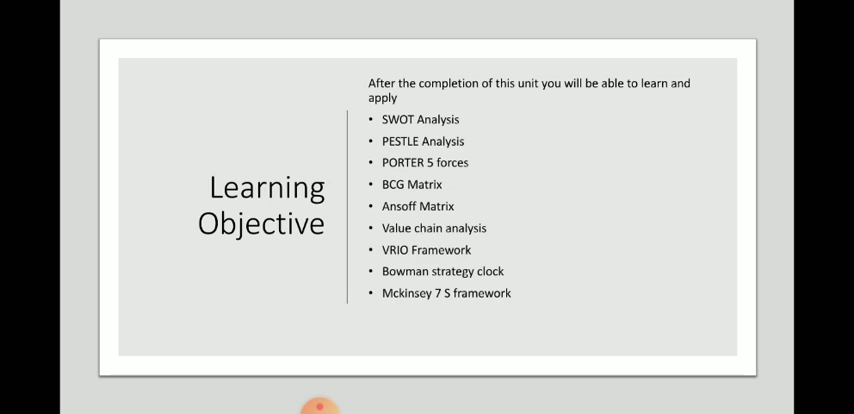 Learning
Objective
After the completion of this unit you will be able to learn and
apply
• SWOT Analysis
• PESTLE Analysis
• PORTER 5 forces
• BCG Matrix
• Ansoff Matrix
• Value chain analysis
• VRIO Framework
• Bowman strategy clock
• Mckinsey 7 S framework